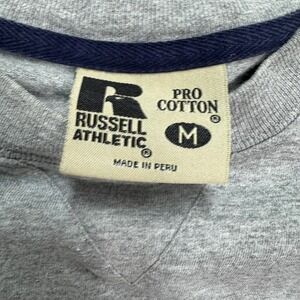 R
RUSSELL
ATHLETIC®
PRO
COTTON®
M
MADE IN PERU